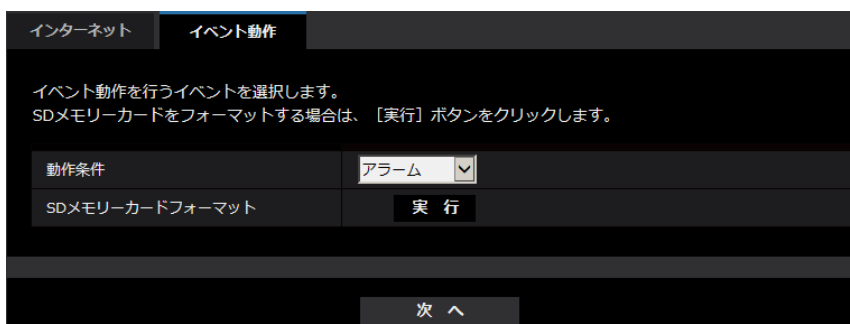 インターネット イベント動作
イベント動作を行うイベントを選択します。
SDメモリーカードをフォーマットする場合は、［実行］ボタンをクリックします。
動作条件 アラーム
SDメモリーカードフォーマット 実 行
次 へ